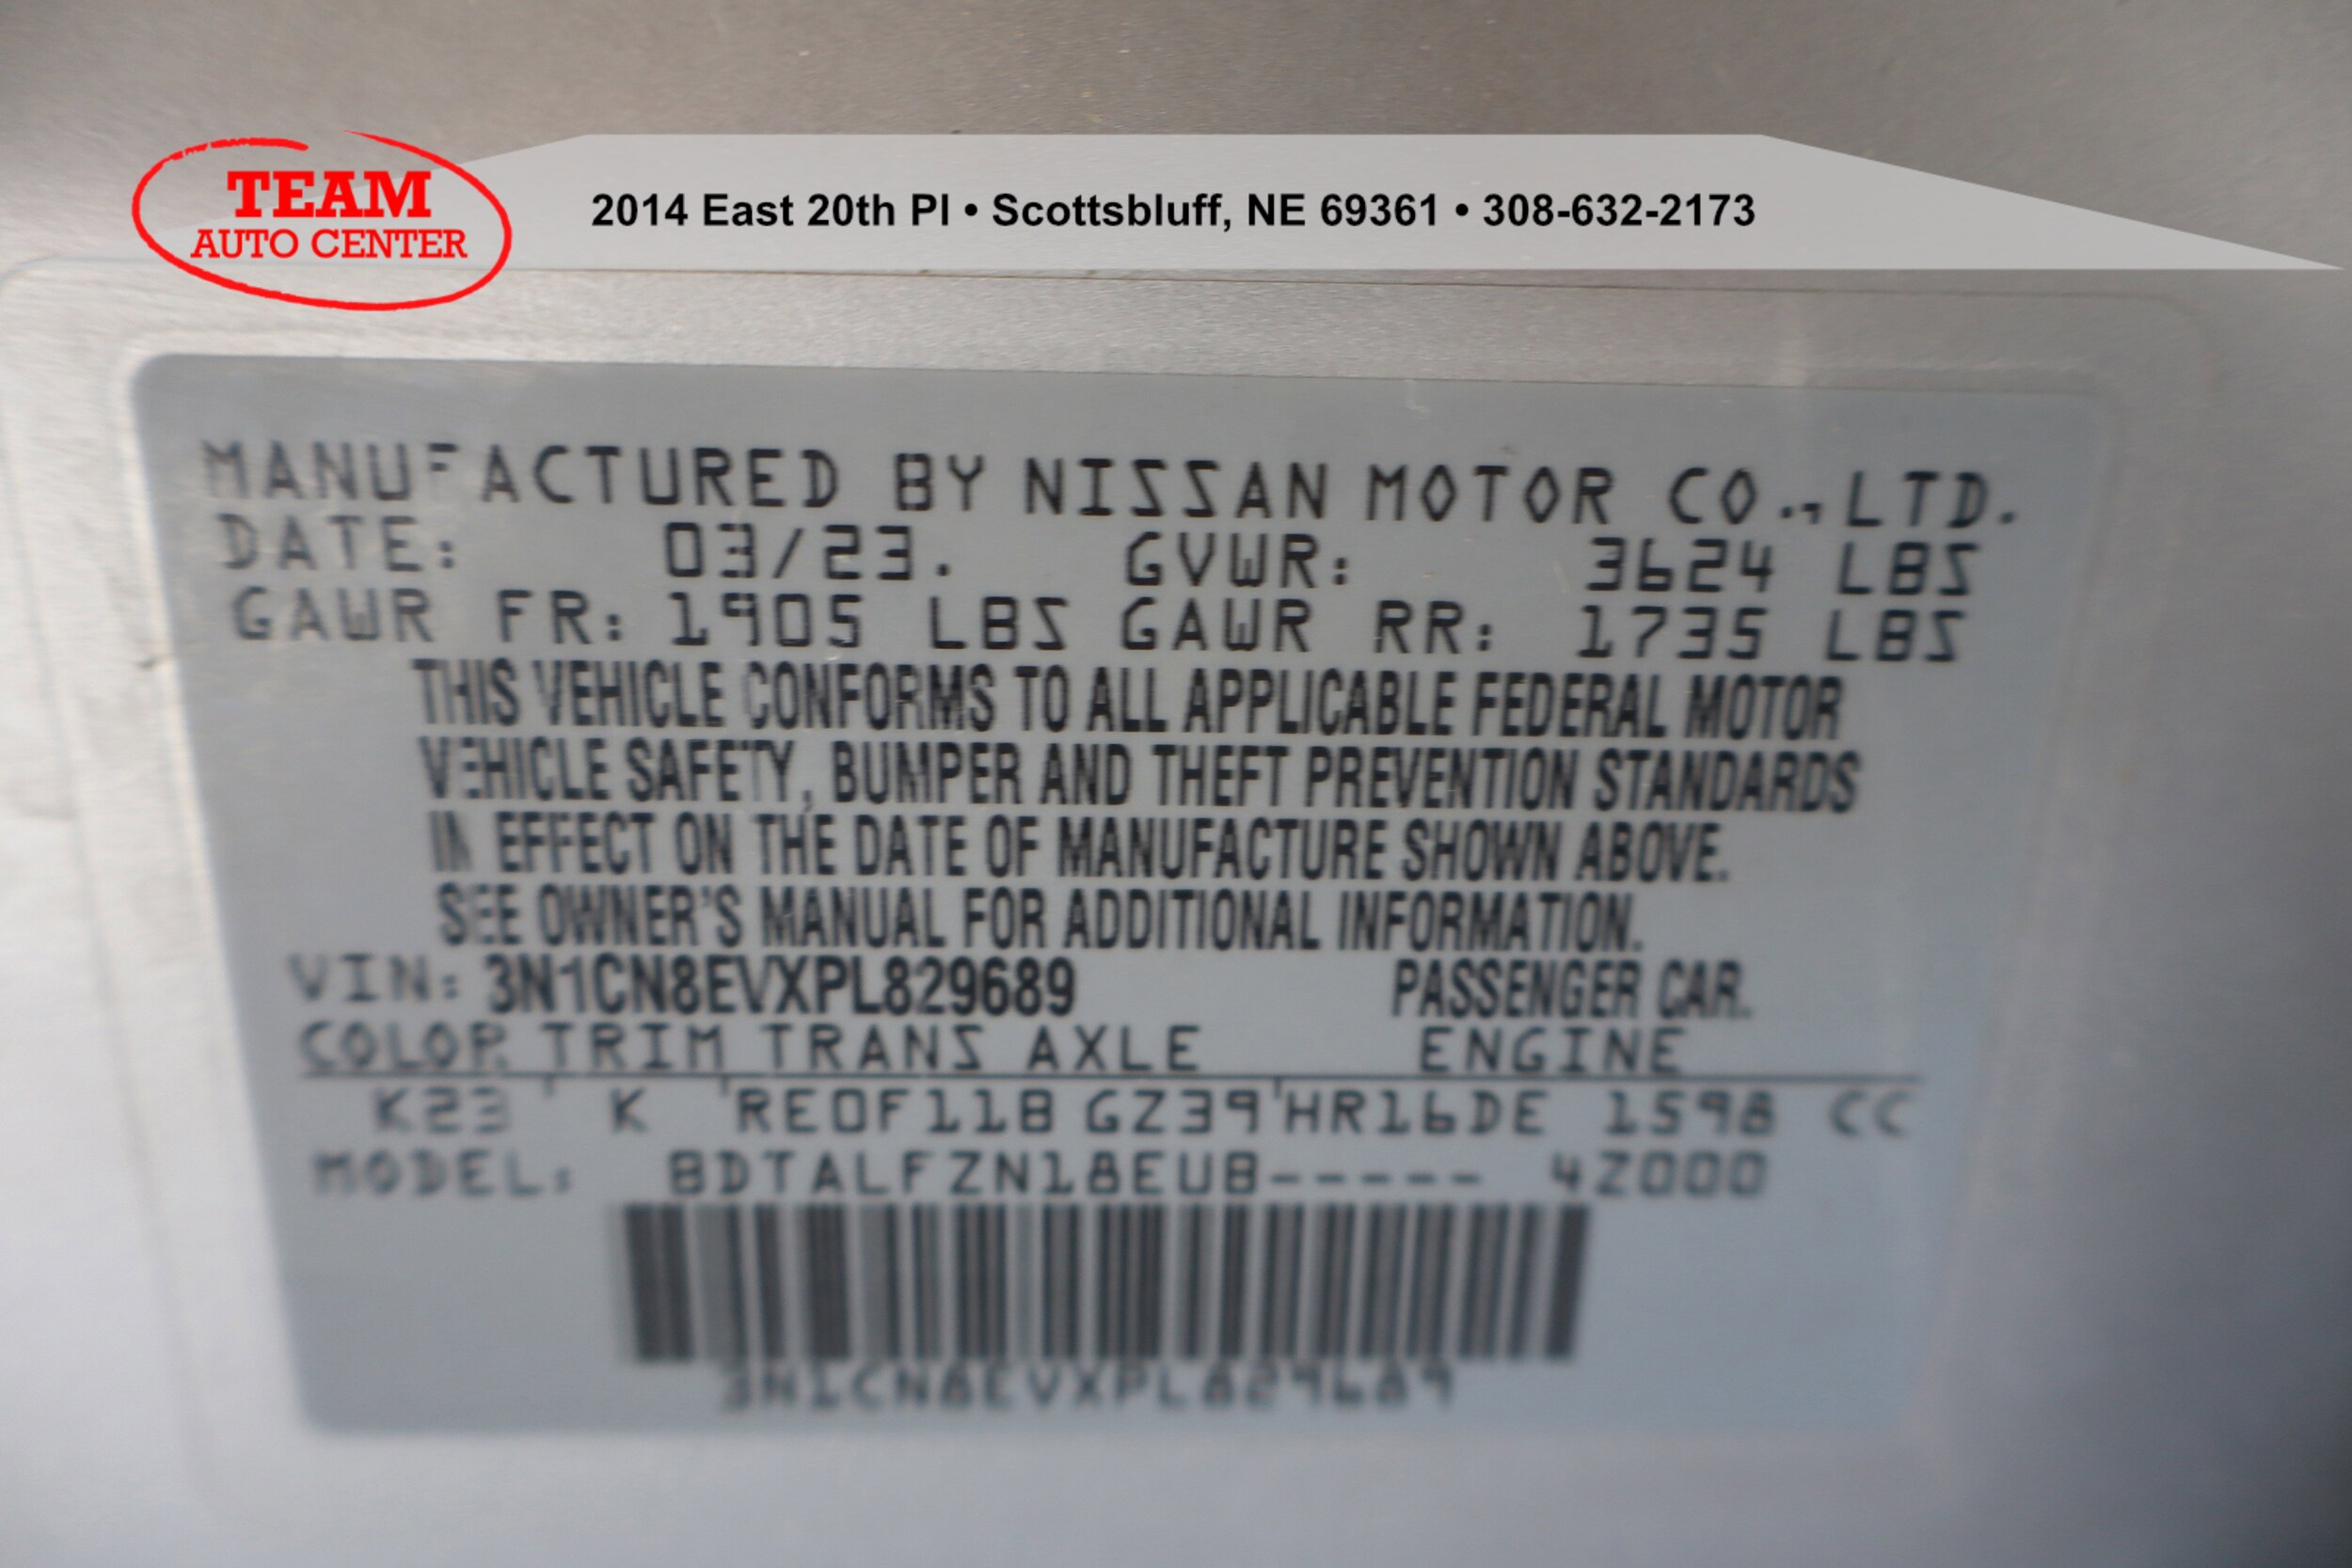 TEAM
AUTO CENTER
2014 East 20th Pl • Scottsbluff, NE 69361 • 308-632-2173
MANUFACTURED BY NISSAN MOTOR CO.,LTD.
DATE: 03/23. GVWR: 3624 LBS
GAWR FR: 1905 LBS GAWR RR: 1735 LBS
THIS VEHICLE CONFORMS TO ALL APPLICABLE FEDERAL MOTOR
VEHICLE SAFETY, BUMPER AND THEFT PREVENTION STANDARDS
IN EFFECT ON THE DATE OF MANUFACTURE SHOWN ABOVE.
SEE OWNER'S MANUAL FOR ADDITIONAL INFORMATION.
VIN: 3N1CN8EVXPL829689 PASSENGER CAR.
COLOR TRIM TRANS AXLE ENGINE
K23 K RE0F11B GZ39 HR16DE 1598 CC
MODEL: BDTALFZN18EUB----- 4Z000
3N1CN8EVXPL829689